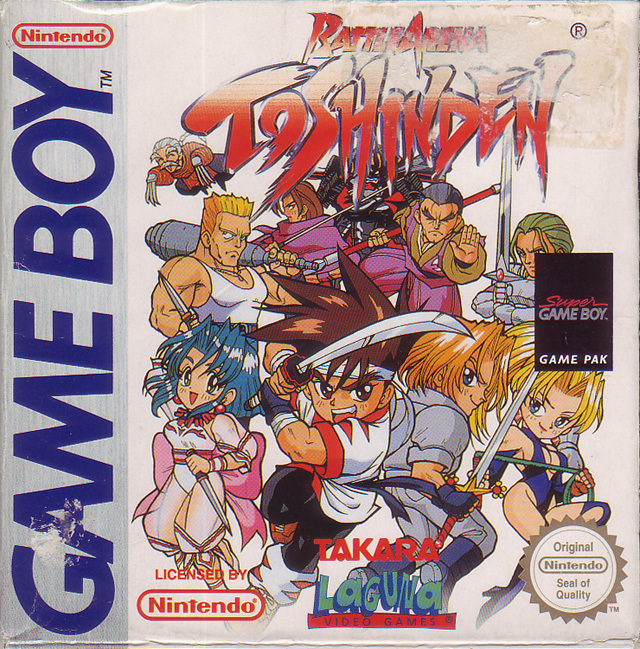 Nintendo®
GAME BOY™
BATTLE ARENA
TOSHINDEN
®
Super
GAME BOY.
GAME PAK
TAKARA
LAGUNA
VIDEO GAMES®
LICENSED BY
Nintendo®
Original
Nintendo®
Seal of
Quality
™